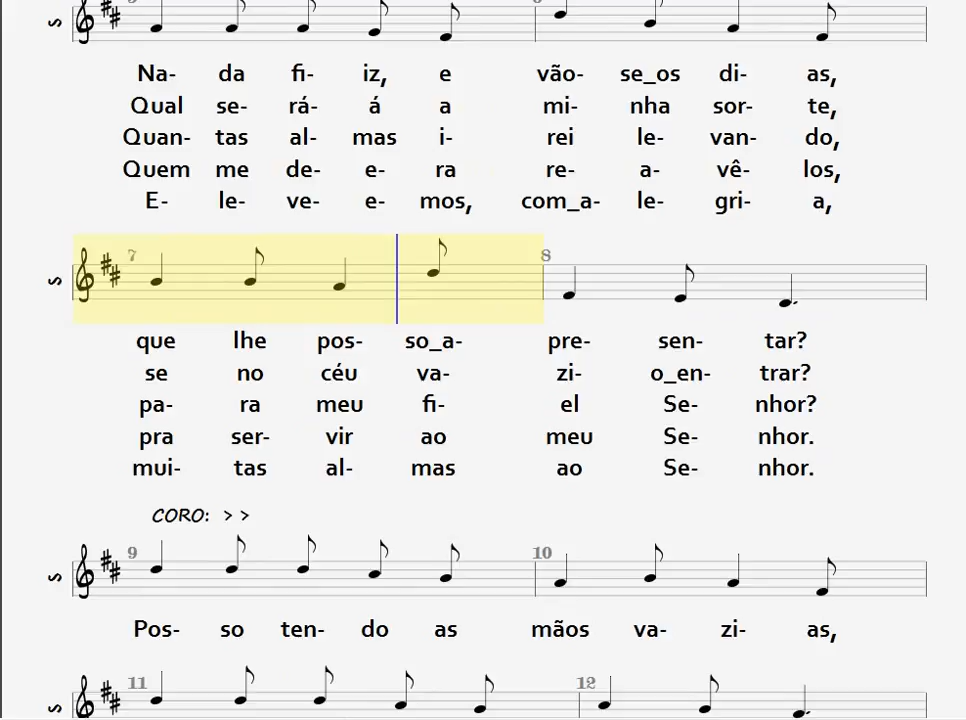 S
Na- da fi- iz, e vão- se_os di- as,
Qual se- rá- á a mi- nha sor- te,
Quan- tas al- mas i- rei le- van- do,
Quem me de- e- ra re- a- vê- los,
E- le- ve- e- mos, com_a- le- gri- a,
7 8
S
que lhe pos- so_a- pre- sen- tar?
se no céu va- zi- o_en- trar?
pa- ra meu fi- el Se- nhor?
pra ser- vir ao meu Se- nhor.
mui- tas al- mas ao Se- nhor.
CORO: > >
9 10
S
Pos- so ten- do as mãos va- zi- as,
11 12
S